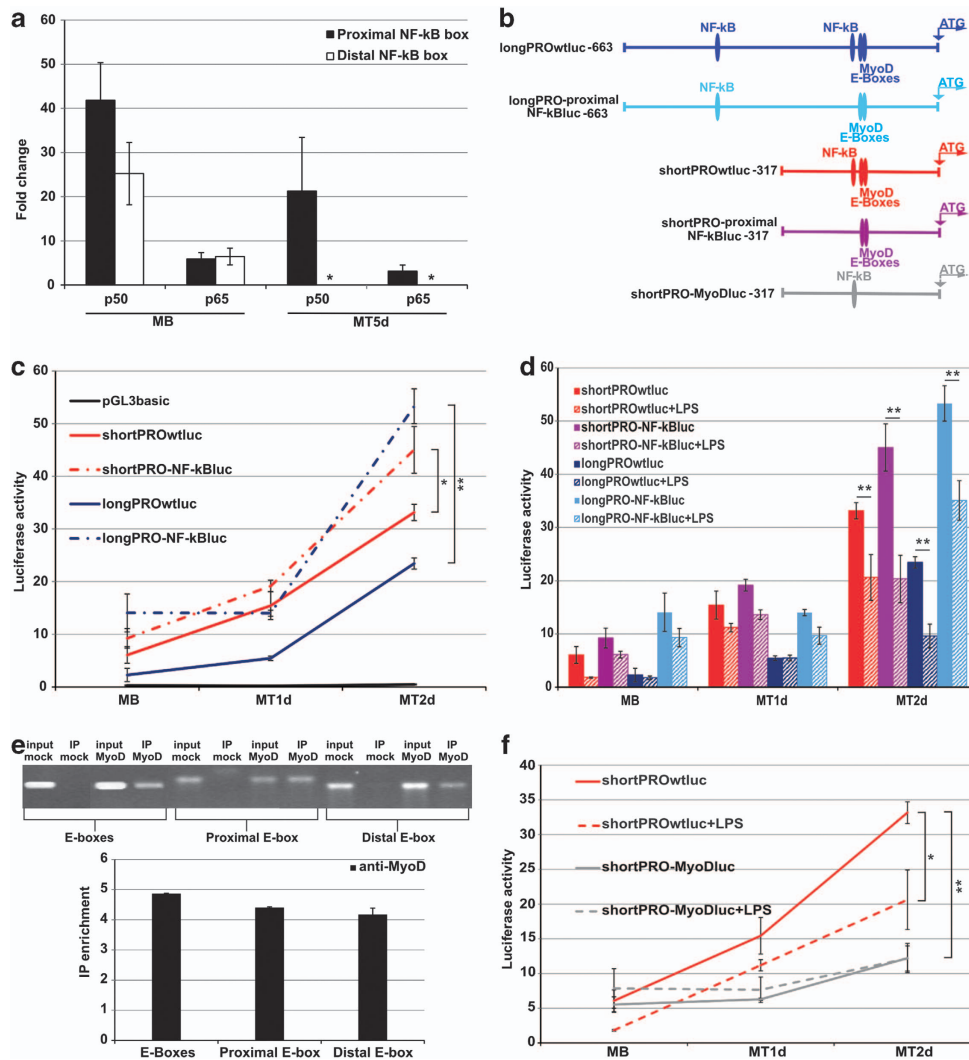 a
60
50
40
30
20
10
0
Fold change
Proximal NF-kB box
Distal NF-kB box
*
*
p50
p65
p50
p65
MB
MT5d
b
NF-kB
NF-kB
ATG
longPROwtluc -663
MyoD
E-Boxes
NF-kB
ATG
longPRO-proximal
NF-kBluc -663
MyoD
E-Boxes
NF-kB
ATG
shortPROwtluc -317
MyoD
E-Boxes
ATG
shortPRO-proximal
NF-kBluc -317
MyoD
E-Boxes
NF-kB
ATG
shortPRO-MyoDluc -317
c
60
50
40
30
20
10
0
Luciferase activity
pGL3basic
shortPROwtluc
shortPRO-NF-kBluc
longPROwtluc
longPRO-NF-kBluc
*
**
MB
MT1d
MT2d
d
60
50
40
30
20
10
0
Luciferase activity
shortPROwtluc
shortPROwtluc+LPS
shortPRO-NF-kBluc
shortPRO-NF-kBluc+LPS
longPROwtluc
longPROwtluc+LPS
longPRO-NF-kBluc
longPRO-NF-kBluc+LPS
**
**
**
**
MB
MT1d
MT2d
e
input mock
IP mock
input MyoD
IP MyoD
input mock
IP mock
input MyoD
IP MyoD
input mock
IP mock
input MyoD
IP MyoD
E-boxes
Proximal E-box
Distal E-box
6
5
4
3
2
1
0
IP enrichment
anti-MyoD
E-Boxes
Proximal E-box
Distal E-box
f
40
35
30
25
20
15
10
5
0
Luciferase activity
shortPROwtluc
shortPROwtluc+LPS
shortPRO-MyoDluc
shortPRO-MyoDluc+LPS
*
**
MB
MT1d
MT2d